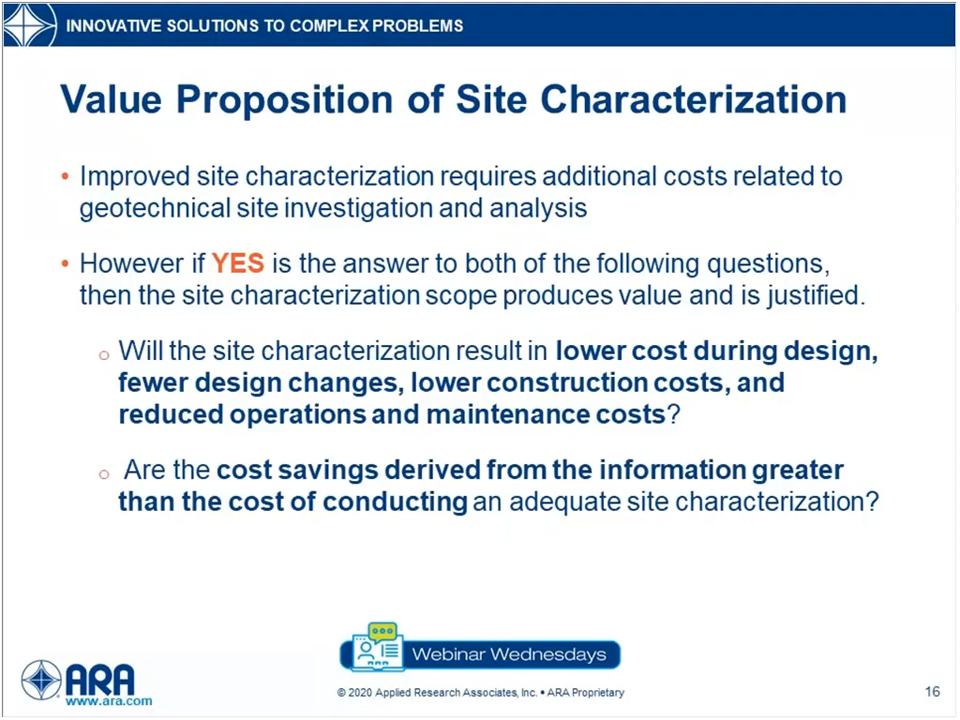 INNOVATIVE SOLUTIONS TO COMPLEX PROBLEMS
Value Proposition of Site Characterization
• Improved site characterization requires additional costs related to
geotechnical site investigation and analysis
• However if YES is the answer to both of the following questions,
then the site characterization scope produces value and is justified.
o Will the site characterization result in lower cost during design,
fewer design changes, lower construction costs, and
reduced operations and maintenance costs?
o Are the cost savings derived from the information greater
than the cost of conducting an adequate site characterization?
ARA
Webinar Wednesdays
ARA
www.ara.com
© 2020 Applied Research Associates, Inc. • ARA Proprietary
16